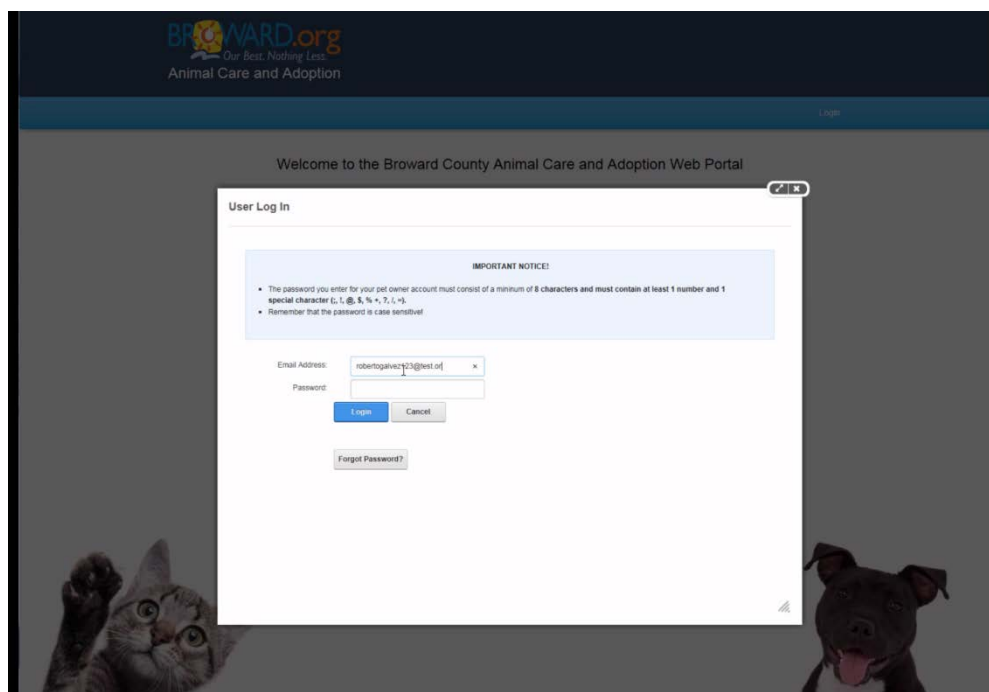 BROWARD.org
Our Best. Nothing Less.
Animal Care and Adoption
Login
Welcome to the Broward County Animal Care and Adoption Web Portal
User Log In
IMPORTANT NOTICE!
The password you enter for your pet owner account must consist of a minimum of 8 characters and must contain at least 1 number and 1
special character (;, !, @, $, % +, ?, /, ~).
Remember that the password is case sensitive!
Email Address:
Password:
Login Cancel
Forgot Password?